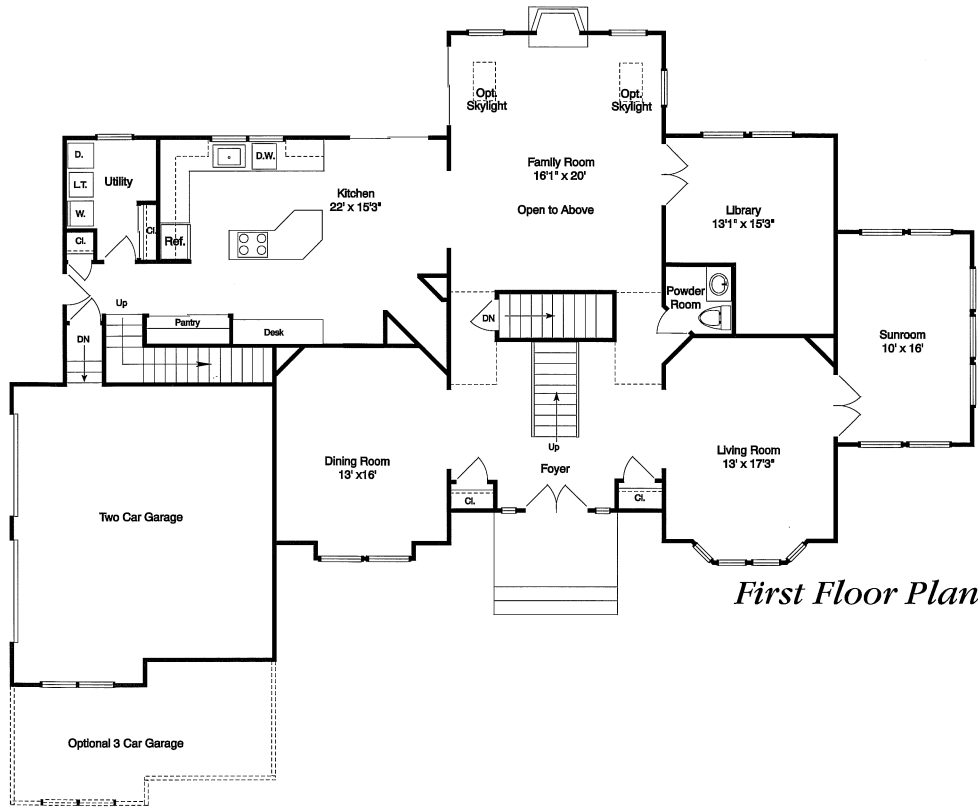 Opt.
Skylight
Opt.
Skylight
D.
L.T.
W.
Cl.
Utility
Cl.
D.W.
Ref.
Kitchen
22' x 15'3"
Family Room
16'1" x 20'
Open to Above
Library
13'1" x 15'3"
Powder
Room
Sunroom
10' x 16'
Up
DN
Pantry
Desk
DN
Up
Foyer
Dining Room
13' x16'
Living Room
13' x 17'3"
Cl.
Cl.
Two Car Garage
First Floor Plan
Optional 3 Car Garage